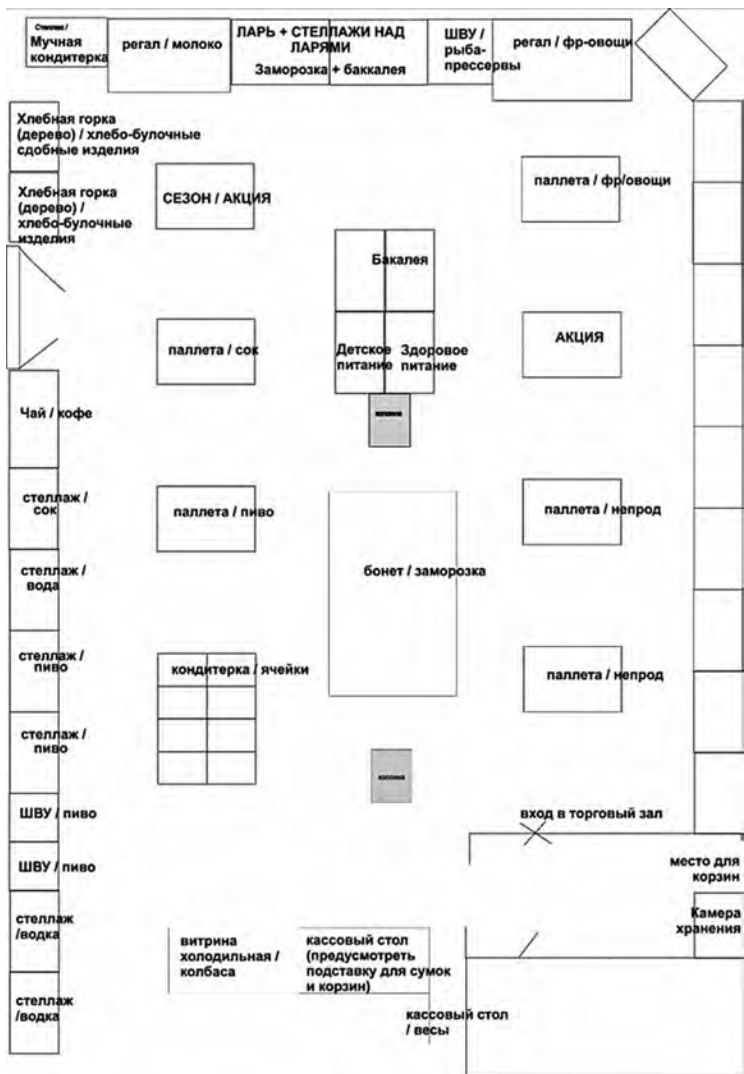 Стеллаж /
Мучная
кондитерка
регал / молоко
ЛАРЬ + СТЕЛЛАЖИ НАД
ЛАРЯМИ
Заморозка + баккалея
ШВУ /
рыба-
прессервы
регал / фр-овощи
Хлебная горка
(дерево) / хлебо-булочные
сдобные изделия
Хлебная горка
(дерево) /
хлебо-булочные
изделия
СЕЗОН / АКЦИЯ
паллета / фр/овощи
Бакалея
паллета / сок
Детское
питание
Здоровое
питание
АКЦИЯ
Чай / кофе
колонна
стеллаж /
сок
паллета / пиво
паллета / непрод
стеллаж /
вода
бонет / заморозка
стеллаж /
пиво
кондитерка / ячейки
паллета / непрод
стеллаж /
пиво
колонна
ШВУ / пиво
вход в торговый зал
ШВУ / пиво
место для
корзин
стеллаж
/водка
Камера
хранения
витрина
холодильная /
колбаса
кассовый стол
(предусмотреть
подставку для сумок
и корзин)
стеллаж
/водка
кассовый стол
/ весы